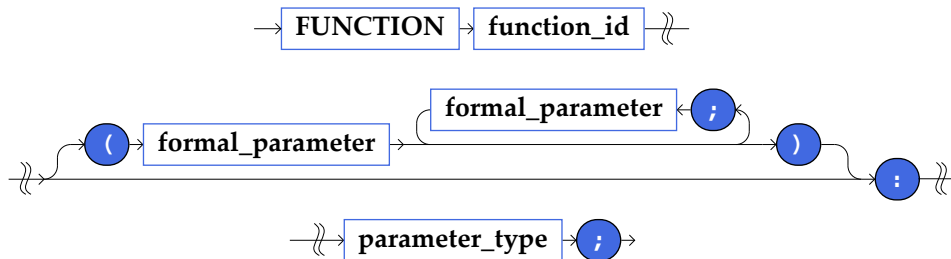 FUNCTION function_id
formal_parameter ;
( formal_parameter ) :
parameter_type ;